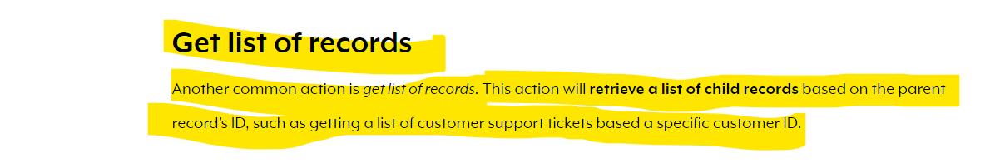 Get list of records
Another common action is get list of records. This action will retrieve a list of child records based on the parent
record's ID, such as getting a list of customer support tickets based a specific customer ID.